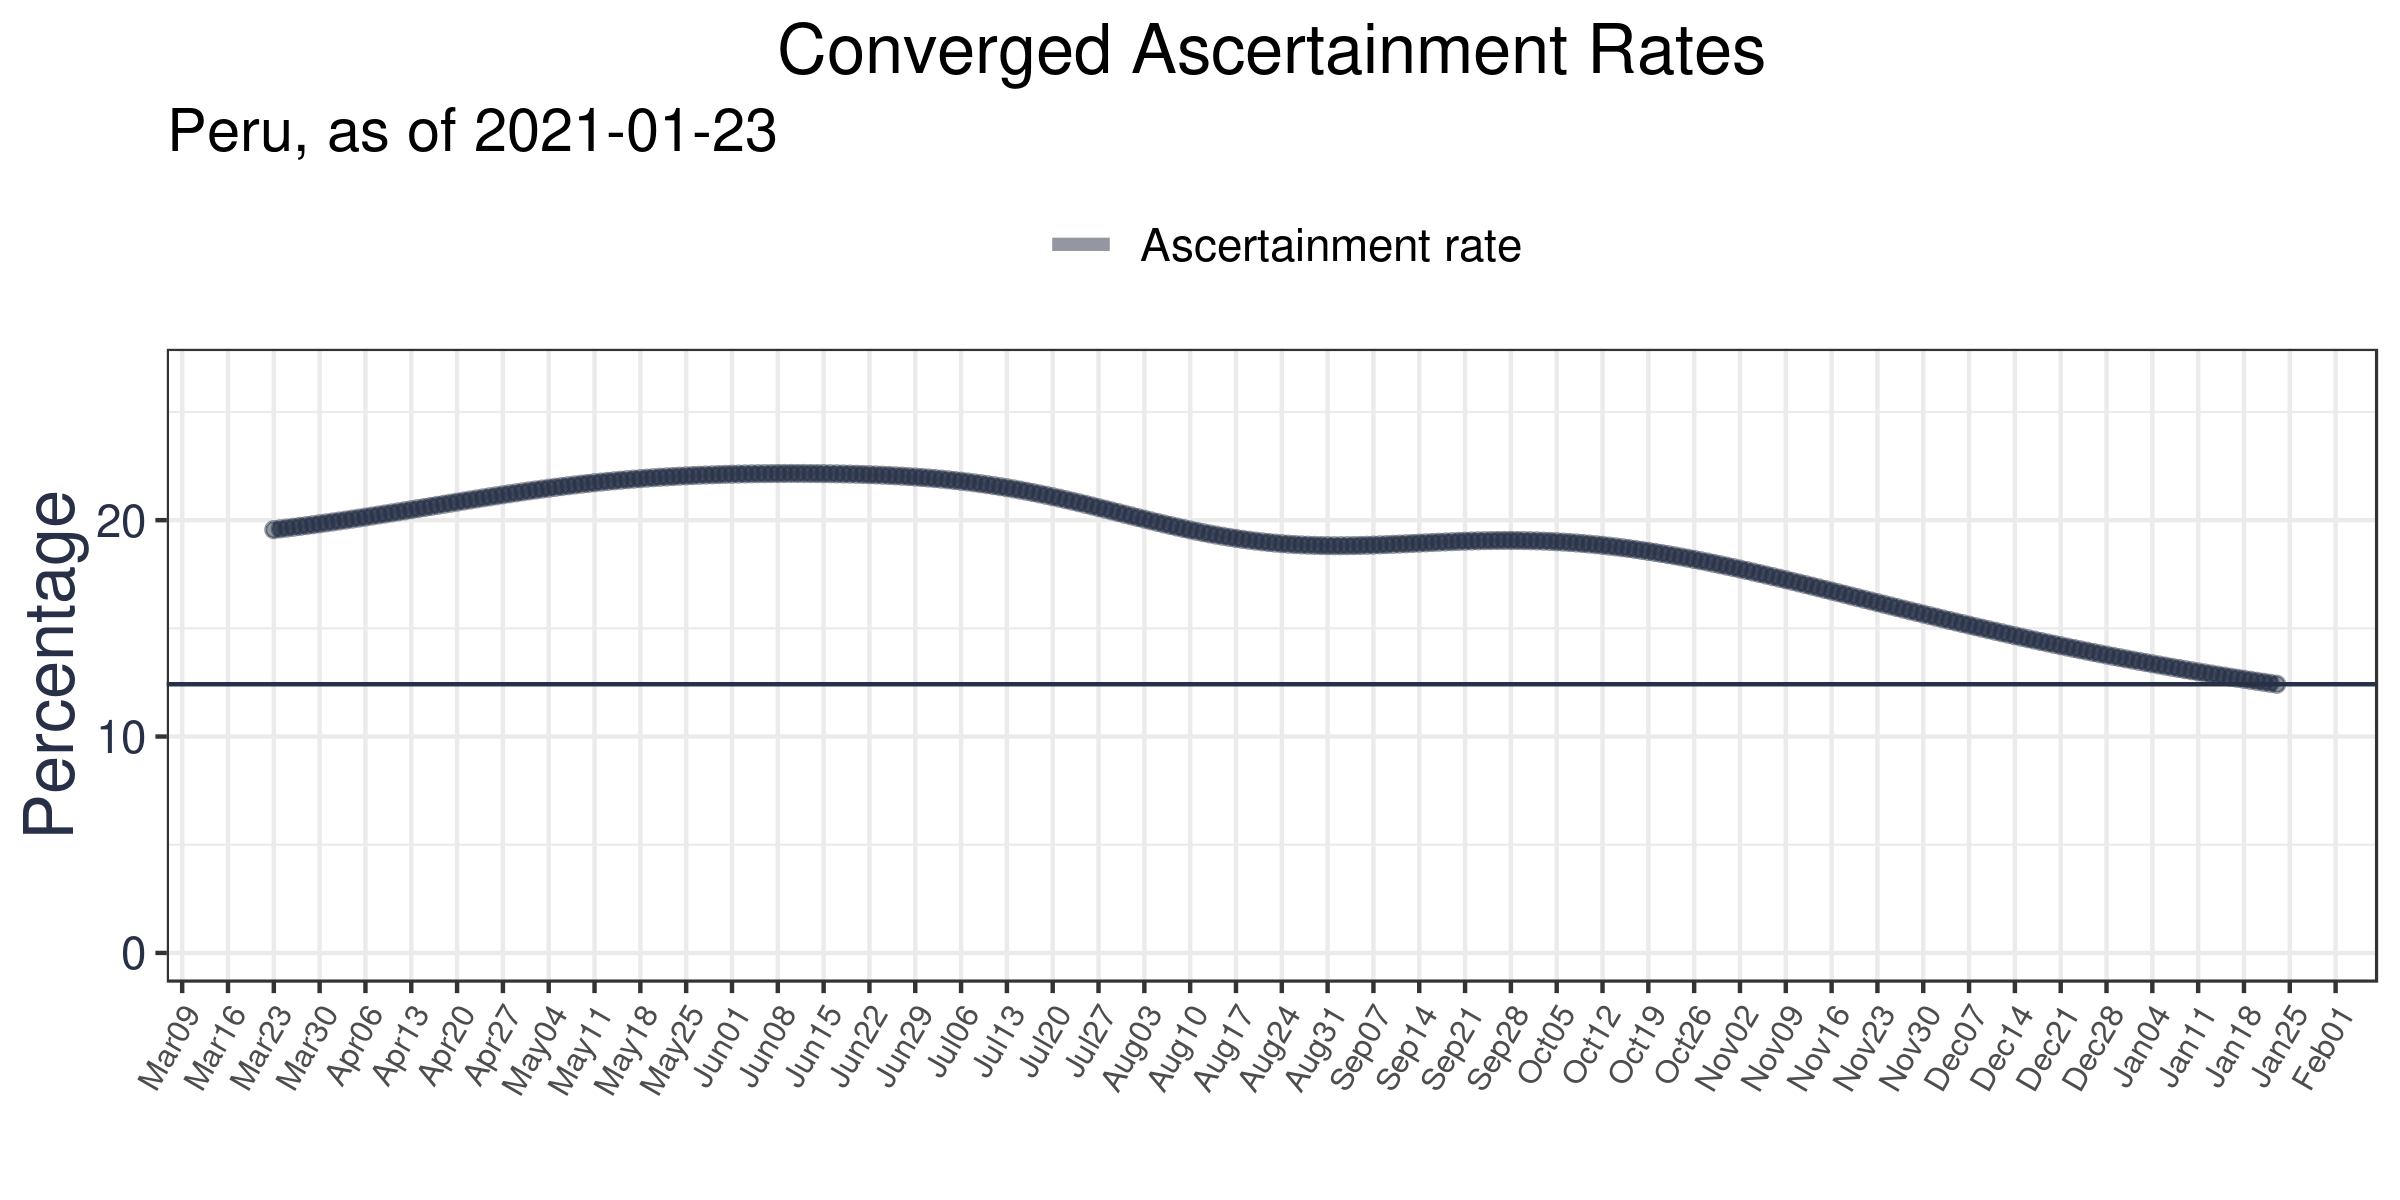 Converged Ascertainment Rates
Peru, as of 2021-01-23
Ascertainment rate
Percentage
20
10
0
Mar09
Mar16
Mar23
Mar30
Apr06
Apr13
Apr20
Apr27
May04
May11
May18
May25
Jun01
Jun08
Jun15
Jun22
Jun29
Jul06
Jul13
Jul20
Jul27
Aug03
Aug10
Aug17
Aug24
Aug31
Sep07
Sep14
Sep21
Sep28
Oct05
Oct12
Oct19
Oct26
Nov02
Nov09
Nov16
Nov23
Nov30
Dec07
Dec14
Dec21
Dec28
Jan04
Jan11
Jan18
Jan25
Feb01